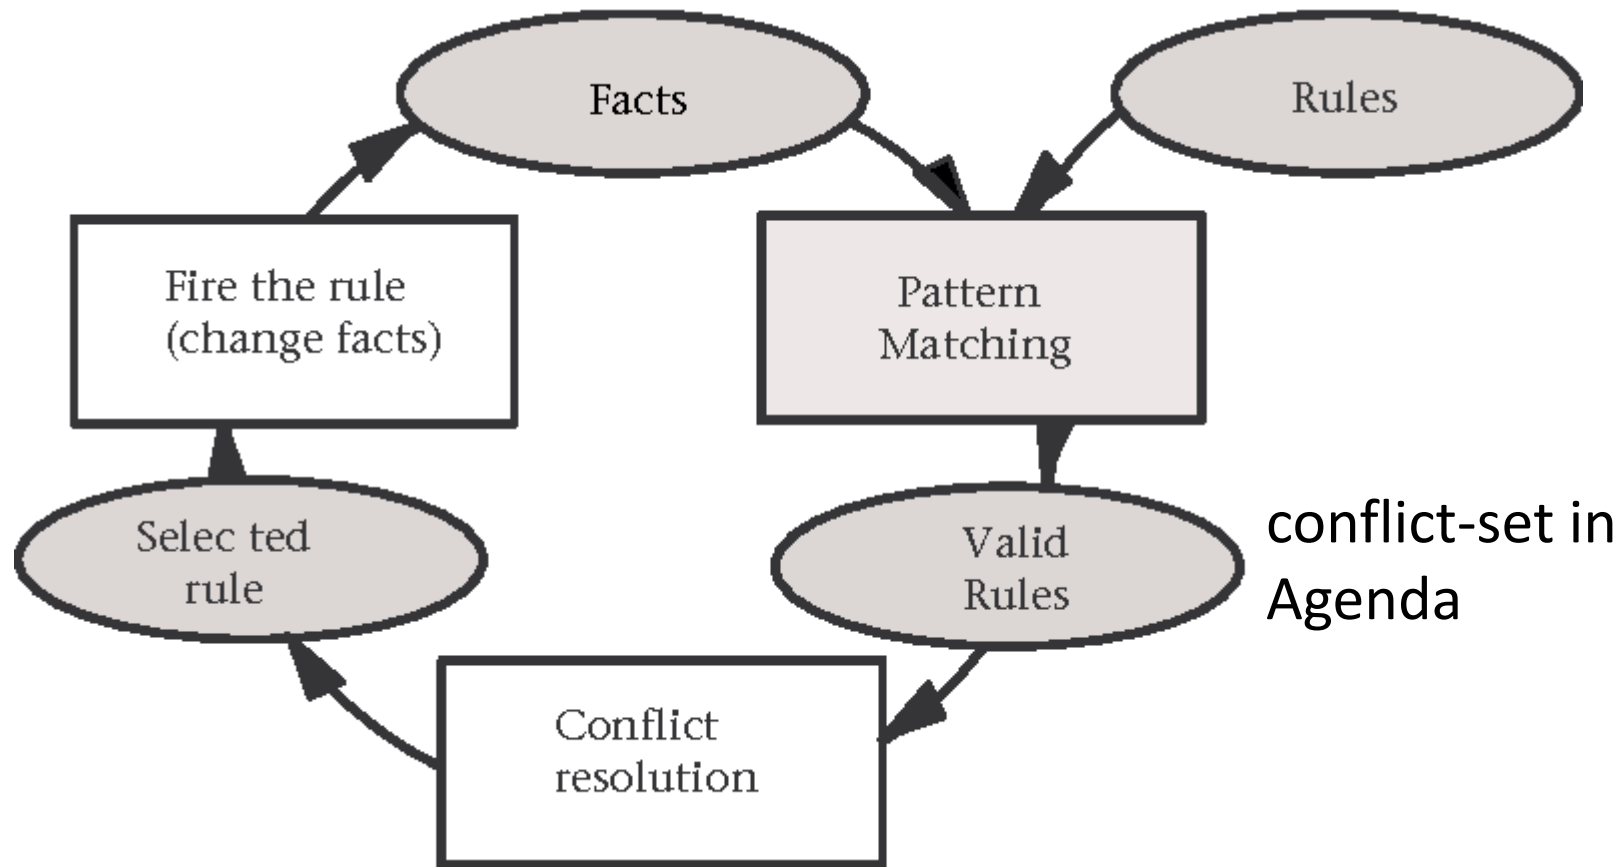 Facts
Rules
Fire the rule
(change facts)
Pattern
Matching
Selec ted
rule
Valid
Rules
conflict-set in
Agenda
Conflict
resolution